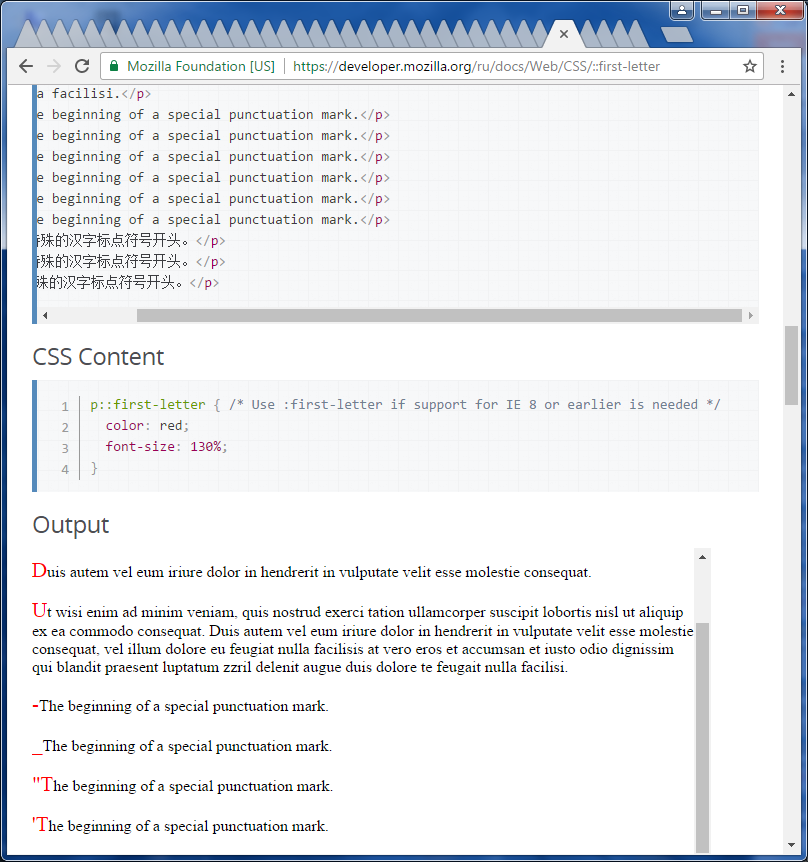 Mozilla Foundation [US] https://developer.mozilla.org/ru/docs/Web/CSS/::first-letter
a facilisi.</p>
e beginning of a special punctuation mark.</p>
e beginning of a special punctuation mark.</p>
e beginning of a special punctuation mark.</p>
e beginning of a special punctuation mark.</p>
e beginning of a special punctuation mark.</p>
e beginning of a special punctuation mark.</p>
殊的汉字标点符号开头。</p>
殊的汉字标点符号开头。</p>
殊的汉字标点符号开头。</p>
CSS Content
1 p::first-letter { /* Use :first-letter if support for IE 8 or earlier is needed */
2 color: red;
3 font-size: 130%;
4 }
Output
Duis autem vel eum iriure dolor in hendrerit in vulputate velit esse molestie consequat.
Ut wisi enim ad minim veniam, quis nostrud exerci tation ullamcorper suscipit lobortis nisl ut aliquip
ex ea commodo consequat. Duis autem vel eum iriure dolor in hendrerit in vulputate velit esse molestie
consequat, vel illum dolore eu feugiat nulla facilisis at vero eros et accumsan et iusto odio dignissim
qui blandit praesent luptatum zzril delenit augue duis dolore te feugait nulla facilisi.
-The beginning of a special punctuation mark.
_The beginning of a special punctuation mark.
"The beginning of a special punctuation mark.
'The beginning of a special punctuation mark.